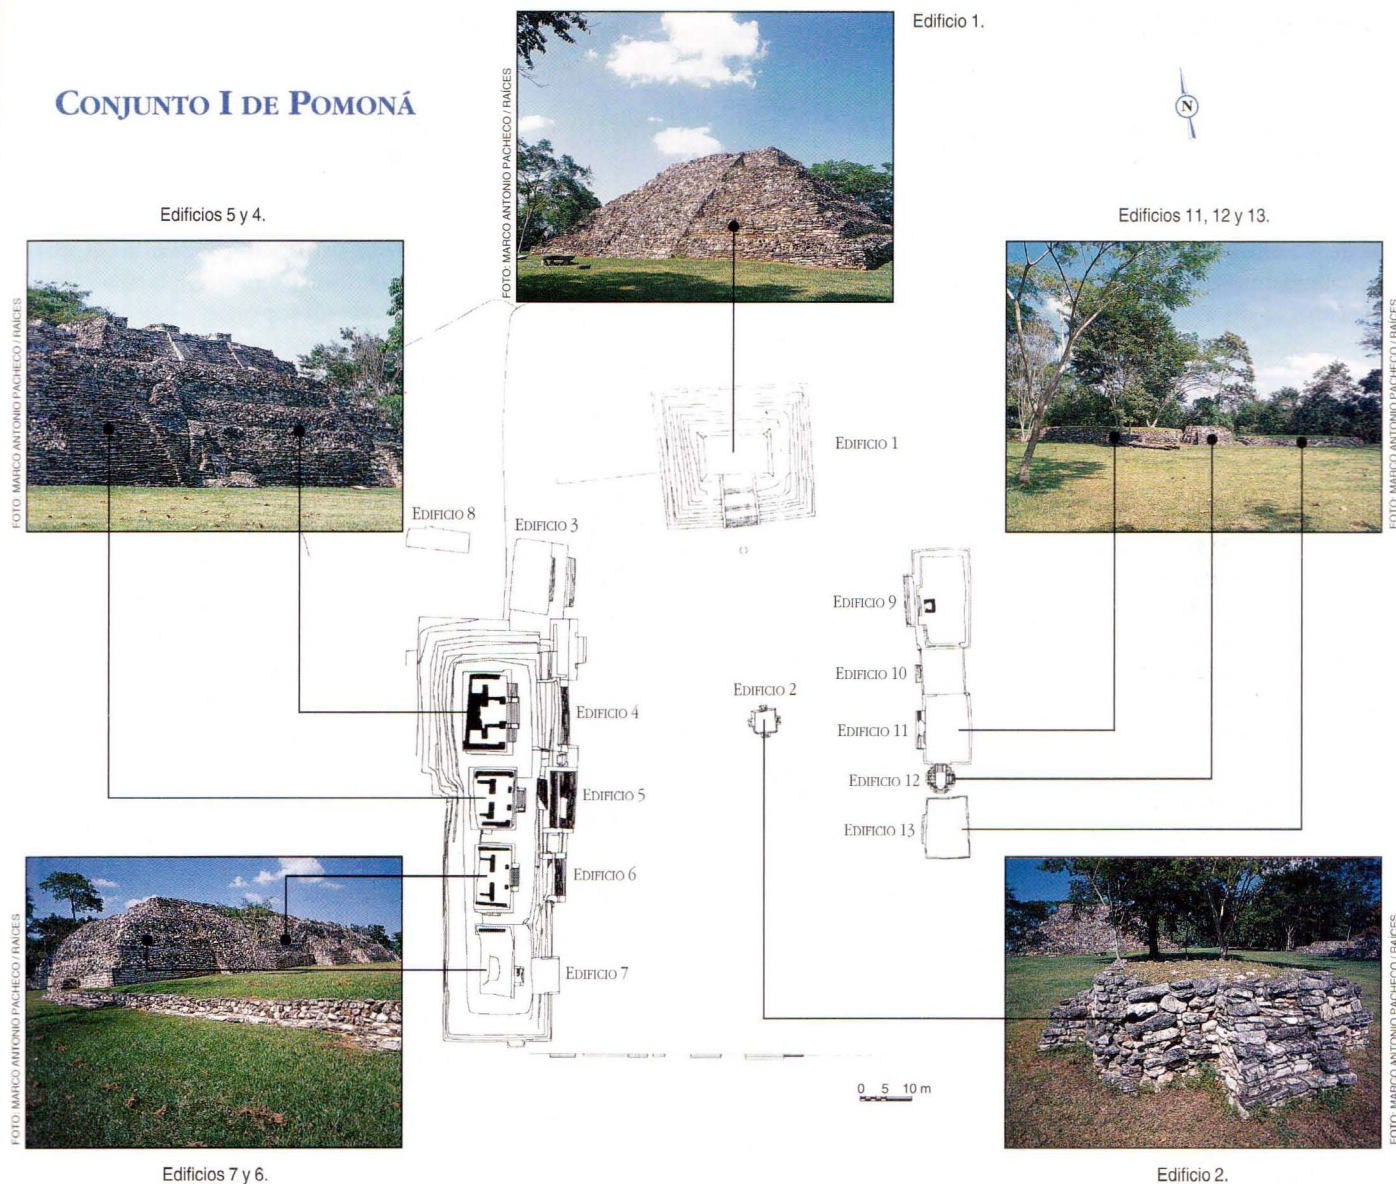 Edificio 1.
CONJUNTO I DE POMONÁ
N
FOTO: MARCO ANTONIO PACHECO / RAÍCES
Edificios 5 y 4.
Edificios 11, 12 y 13.
FOTO: MARCO ANTONIO PACHECO / RAÍCES
FOTO: MARCO ANTONIO PACHECO / RAÍCES
EDIFICIO 1
EDIFICIO 8
EDIFICIO 3
EDIFICIO 9
EDIFICIO 10
EDIFICIO 2
EDIFICIO 4
EDIFICIO 11
EDIFICIO 12
EDIFICIO 5
EDIFICIO 13
EDIFICIO 6
EDIFICIO 7
FOTO: MARCO ANTONIO PACHECO / RAÍCES
FOTO: MARCO ANTONIO PACHECO / RAÍCES
0 5 10 m
Edificios 7 y 6.
Edificio 2.